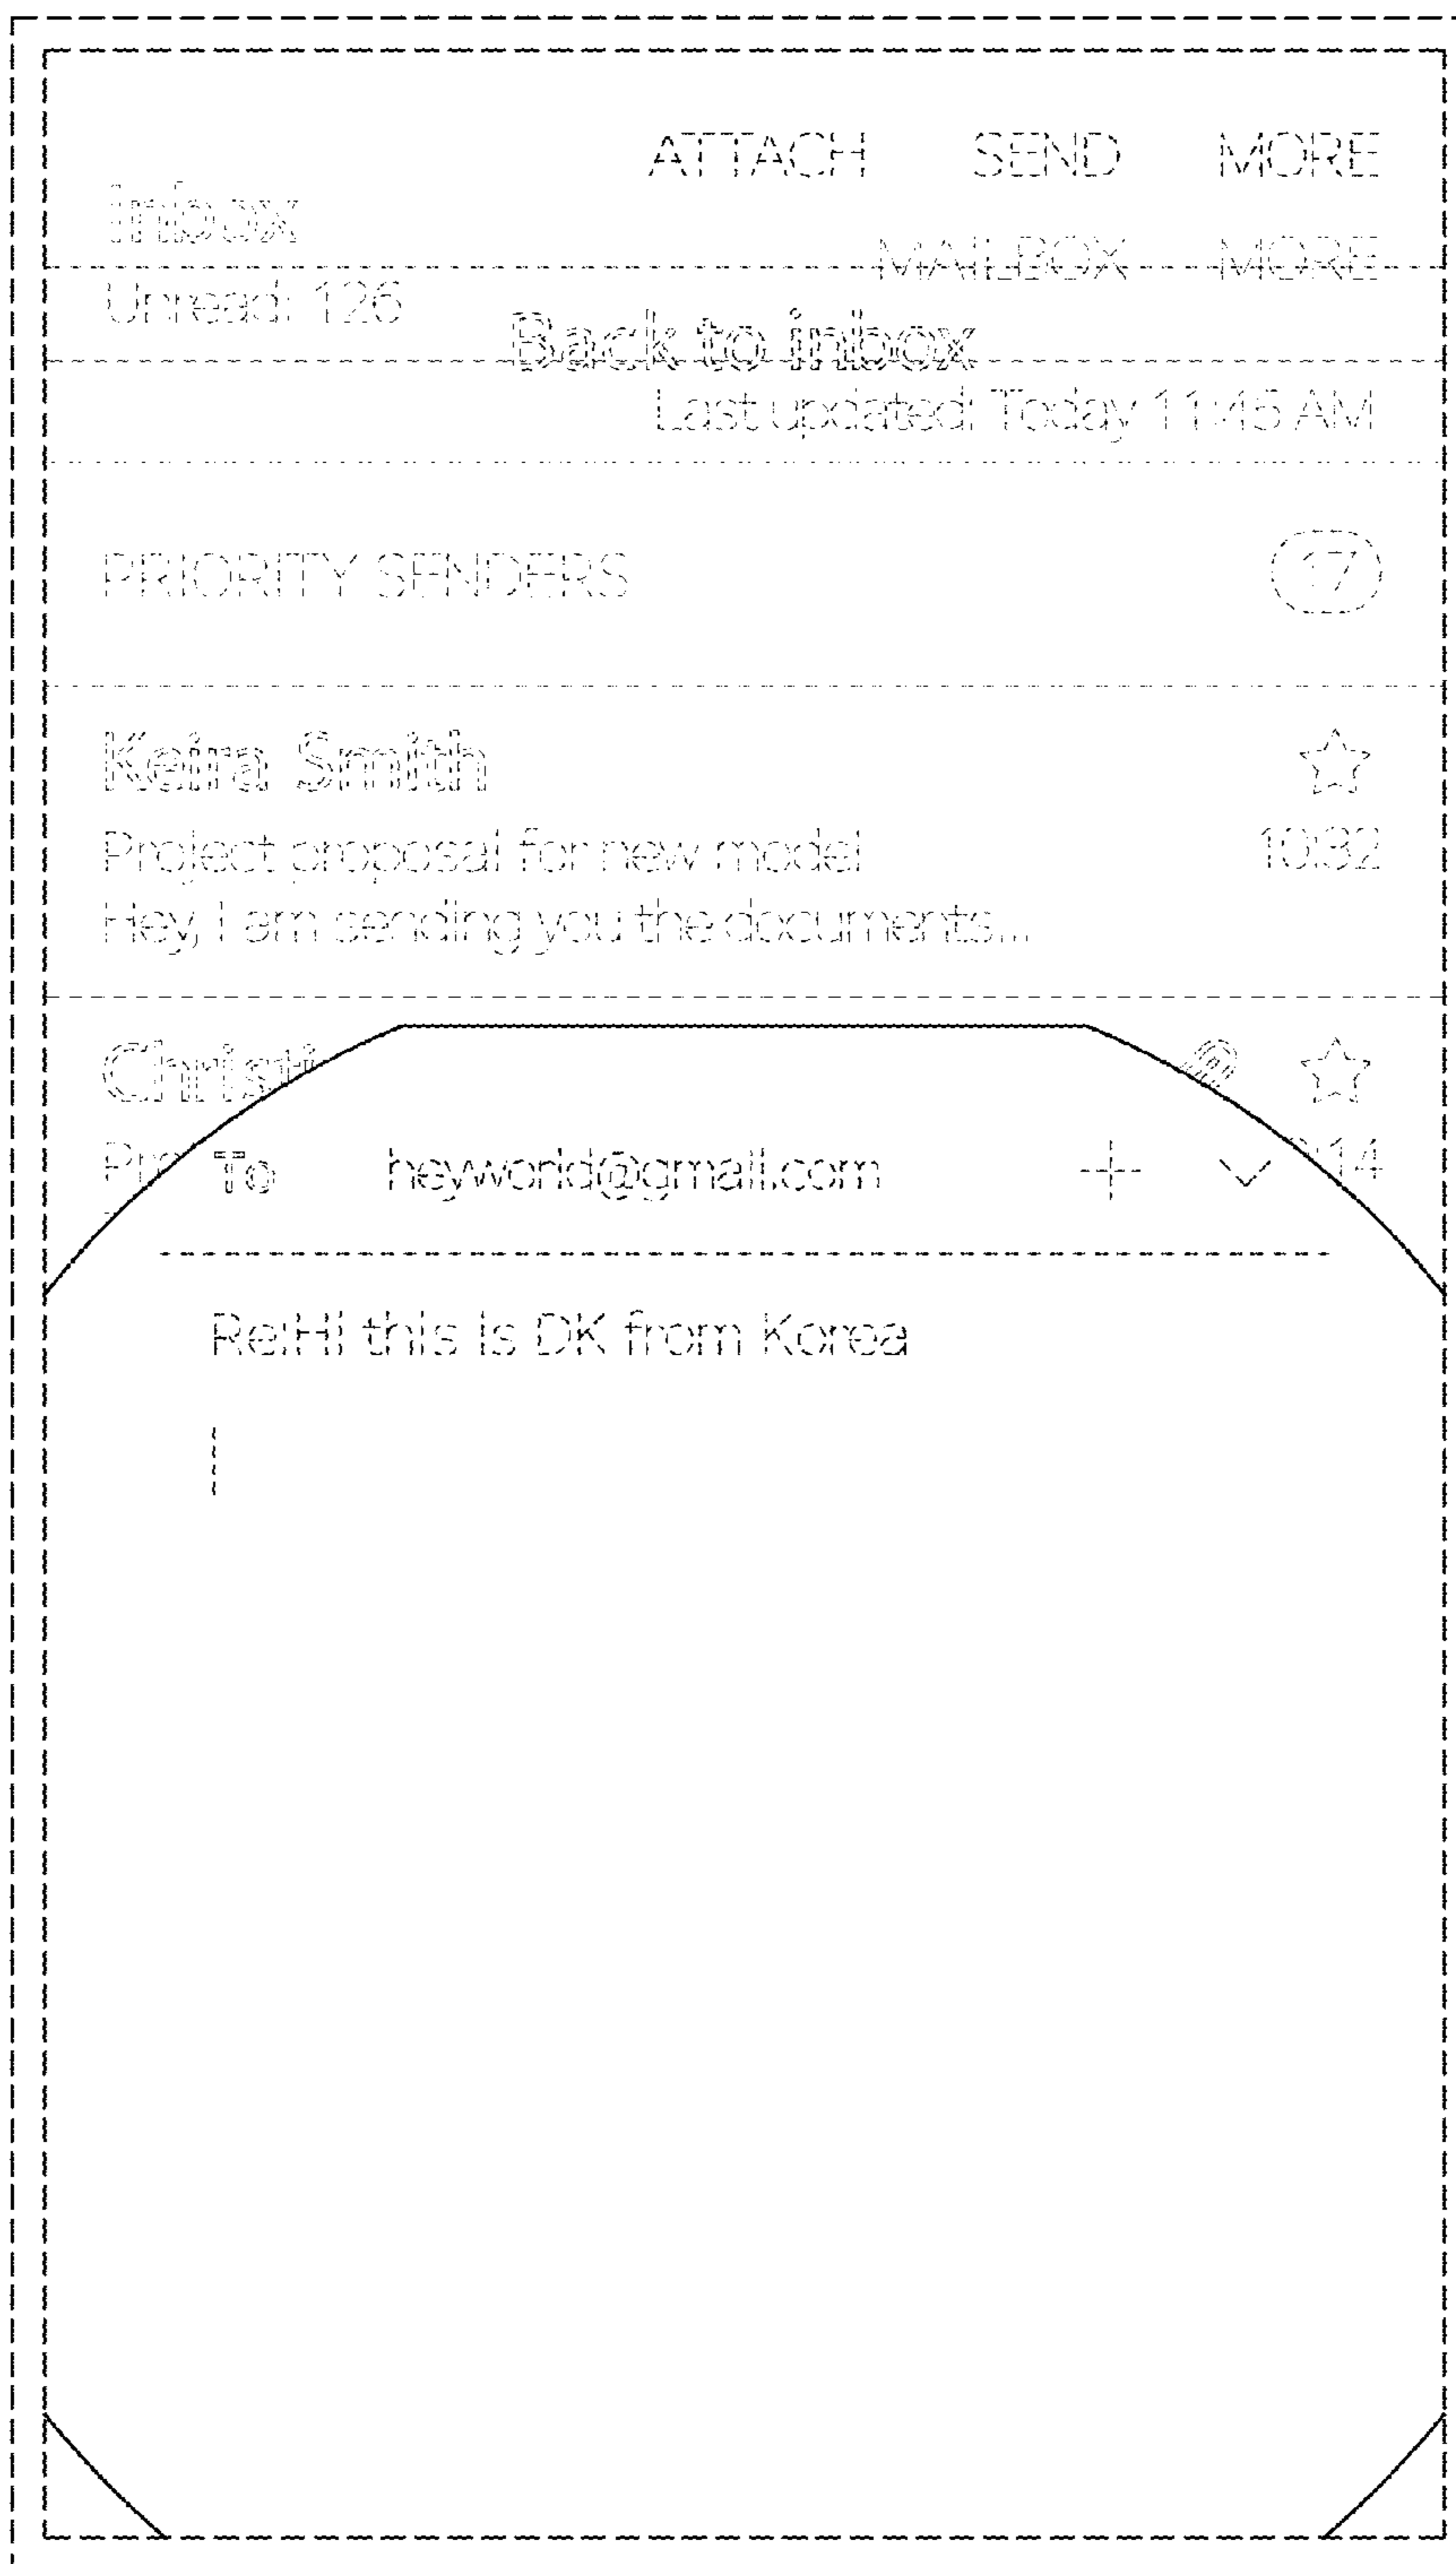 ATTACH SEND MORE
Inbox
MAILBOX MORE
Unread: 126
Back to inbox
Last updated: Today 11:45 AM
PRIORITY SENDERS 17
Keira Smith
Project proposal for new model 10:32
Hey, I am sending you the documents...
Christi
To heyworld@gmail.com
Re:Hi this is DK from Korea